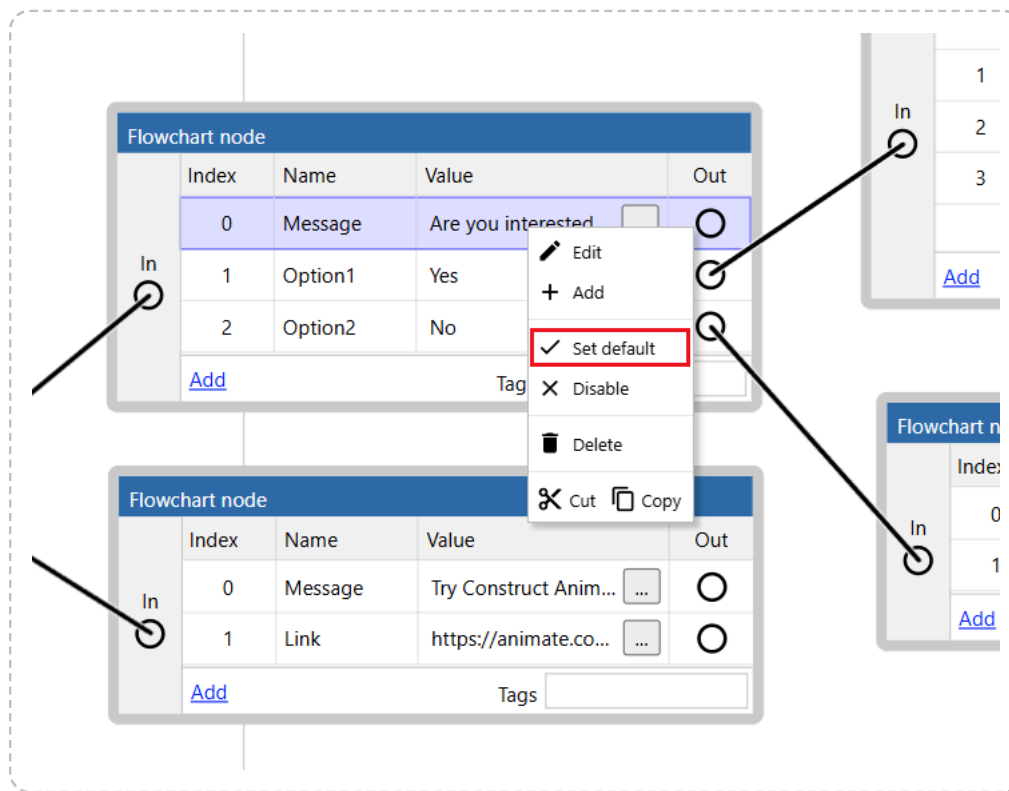 1
In
2
3
Add
Flowchart node
Index Name Value Out
0 Message Are you interested
In
1 Option1 Yes
2 Option2 No
Add Tag
Edit
Add
Set default
Disable
Delete
Cut Copy
Flowchart n
Index
0
In
1
Add
Flowchart node
Index Name Value Out
0 Message Try Construct Anim... ...
In
1 Link https://animate.co... ...
Add Tags